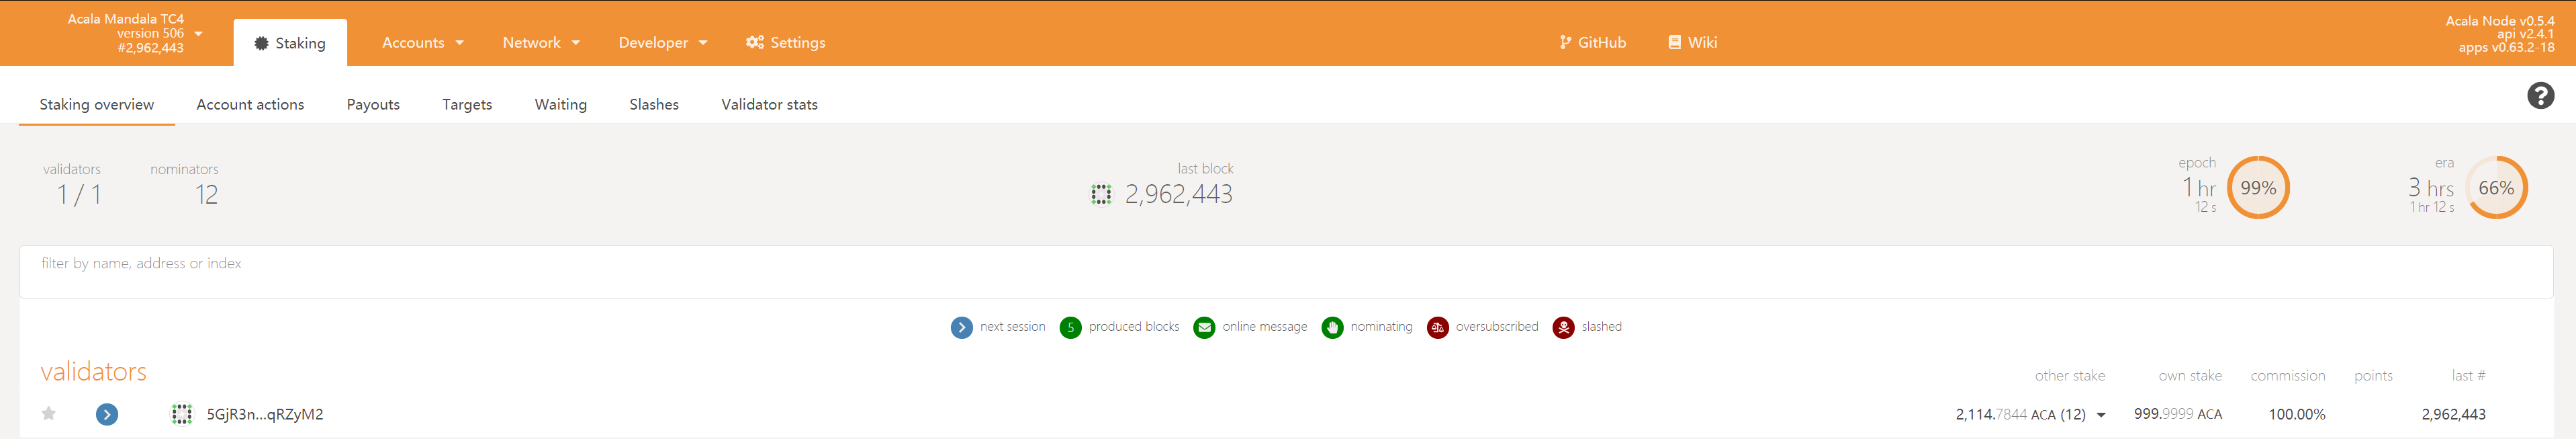 Acala Mandala TC4
version 506
#2,962,443
Staking
Accounts
Network
Developer
Settings
GitHub
Wiki
Acala Node v0.5.4
api v2.4.1
apps v0.63.2-18
Staking overview
Account actions
Payouts
Targets
Waiting
Slashes
Validator stats
?
validators
1 / 1
nominators
12
last block
2,962,443
epoch
1 hr
12 s
99%
era
3 hrs
1 hr 12 s
66%
filter by name, address or index
next session
5 produced blocks
online message
nominating
oversubscribed
slashed
validators other stake own stake commission points last #
5GjR3n...qRZyM2 2,114.7844 ACA (12) 999.9999 ACA 100.00% 2,962,443